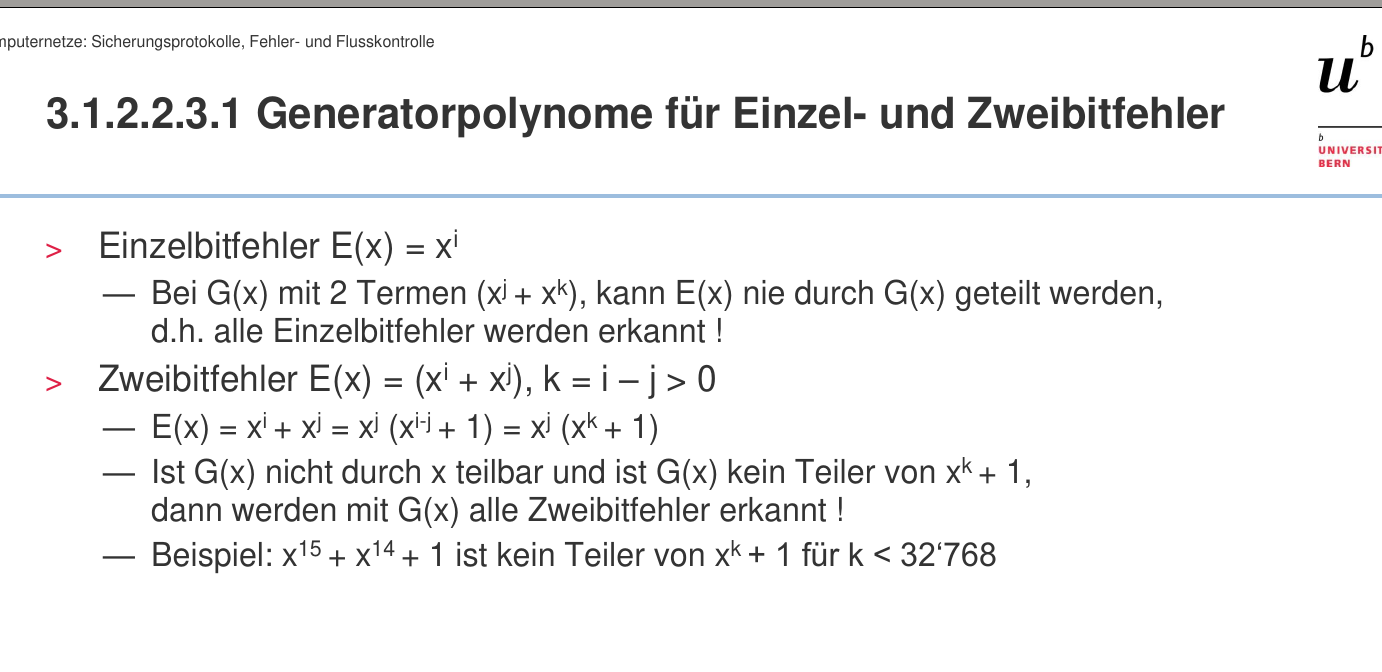 mputernetze: Sicherungsprotokolle, Fehler- und Flusskontrolle
u^b
3.1.2.2.3.1 Generatorpolynome für Einzel- und Zweibitfehler
b
UNIVERSIT
BERN
> Einzelbitfehler E(x) = x^i
— Bei G(x) mit 2 Termen (x^j + x^k), kann E(x) nie durch G(x) geteilt werden,
d.h. alle Einzelbitfehler werden erkannt !
> Zweibitfehler E(x) = (x^i + x^j), k = i – j > 0
— E(x) = x^i + x^j = x^j (x^i-j + 1) = x^j (x^k + 1)
— Ist G(x) nicht durch x teilbar und ist G(x) kein Teiler von x^k + 1,
dann werden mit G(x) alle Zweibitfehler erkannt !
— Beispiel: x^15 + x^14 + 1 ist kein Teiler von x^k + 1 für k < 32‘768